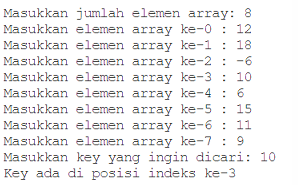 Masukkan jumlah elemen array: 8
Masukkan elemen array ke-0 : 12
Masukkan elemen array ke-1 : 18
Masukkan elemen array ke-2 : -6
Masukkan elemen array ke-3 : 10
Masukkan elemen array ke-4 : 6
Masukkan elemen array ke-5 : 15
Masukkan elemen array ke-6 : 11
Masukkan elemen array ke-7 : 9
Masukkan key yang ingin dicari: 10
Key ada di posisi indeks ke-3